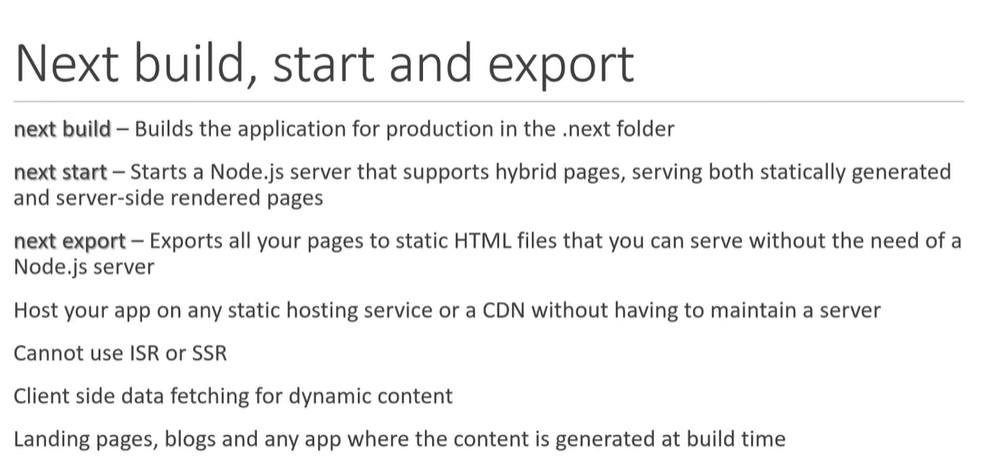 Next build, start and export
next build – Builds the application for production in the .next folder
next start – Starts a Node.js server that supports hybrid pages, serving both statically generated
and server-side rendered pages
next export – Exports all your pages to static HTML files that you can serve without the need of a
Node.js server
Host your app on any static hosting service or a CDN without having to maintain a server
Cannot use ISR or SSR
Client side data fetching for dynamic content
Landing pages, blogs and any app where the content is generated at build time